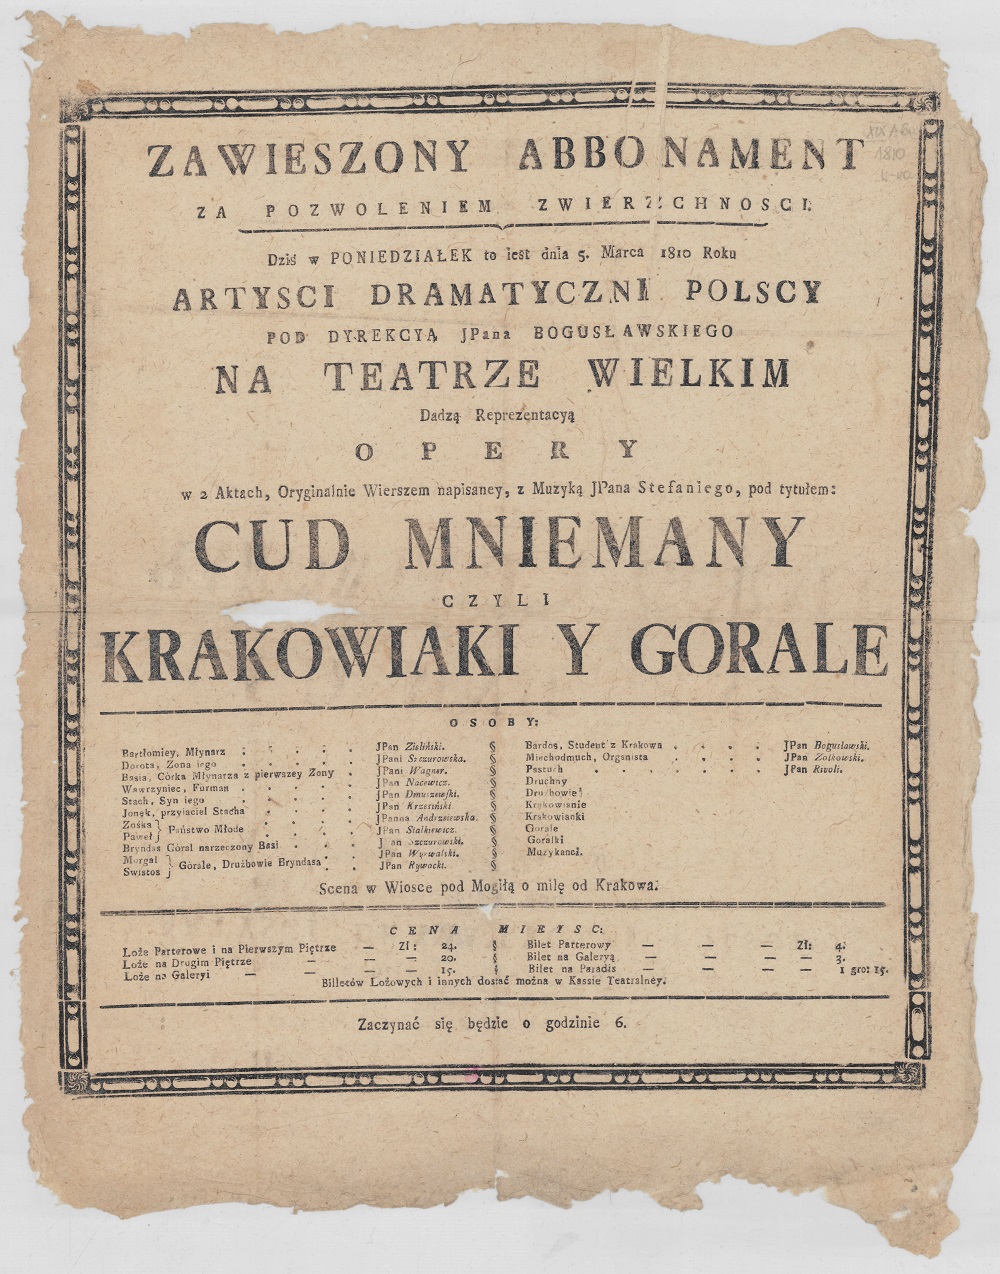 ZAWIESZONY ABBONAMENT
ZA POZWOLENIEM ZWIERZCHNOSCI.
Dziś w PONIEDZIAŁEK to iest dnia 5. Marca 1810 Roku
ARTYSCI DRAMATYCZNI POLSCY
POD DYREKCYĄ JPana BOGUSŁAWSKIEGO
NA TEATRZE WIELKIM
Dadzą Reprezentacyą
OPERY
w 2 Aktach, Oryginalnie Wierszem napisaney, z Muzyką JPana Stefaniego, pod tytułem:
CUD MNIEMANY
CZYLI
KRAKOWIAKI Y GORALE
OSOBY:
Bartłomiey, Młynarz . . . . . JPan Zieliński.
Dorota, Zona iego . . . . . JPani Szczurowska.
Basia, Córka Młynarza z pierwszey Zony . JPani Wagner.
Wawrzyniec, Furman . . . . . JPan Nacewicz.
Stach, Syn iego . . . . . JPan Dmuszewski.
Jonek, przyiaciel Stacha . . . . JPan Krzesiński
Zoska } Państwo Młode . . . . JPanna Andrzeiewska.
Paweł } JPan Stalkiewicz.
Bryndas Góral narzeczony Basi . . . JPan Szczurowski.
Morgal } Górale, Drużbowie Bryndasa . . JPan Wyrwalski.
Swistos } JPan Rywacki.
Bardos, Student z Krakowa . . . . JPan Bogusławski.
Miechodmuch, Organista . . . . JPan Zołkowski.
Pastuch . . . . . . JPan Rivoli.
Druchny
Druchowie
Krakowianie
Krakowianki
Gorale
Goralki
Muzykanci.
Scena w Wiosce pod Mogiłą o milę od Krakowa.
CENA MIEYSC:
Loże Parterowe i na Pierwszym Piętrze — Zł: 24.
Loże na Drugim Piętrze — — — 20.
Loże na Galeryi — — — — 15.
Bilet Parterowy — — — Zł: 4.
Bilet na Galeryą — — — — 3.
Bilet na Paradis — — — — 1 gro: 15.
Billetów Lożowych i innych dostać można w Kassie Teatralney.
Zaczynać się będzie o godzinie 6.
1810